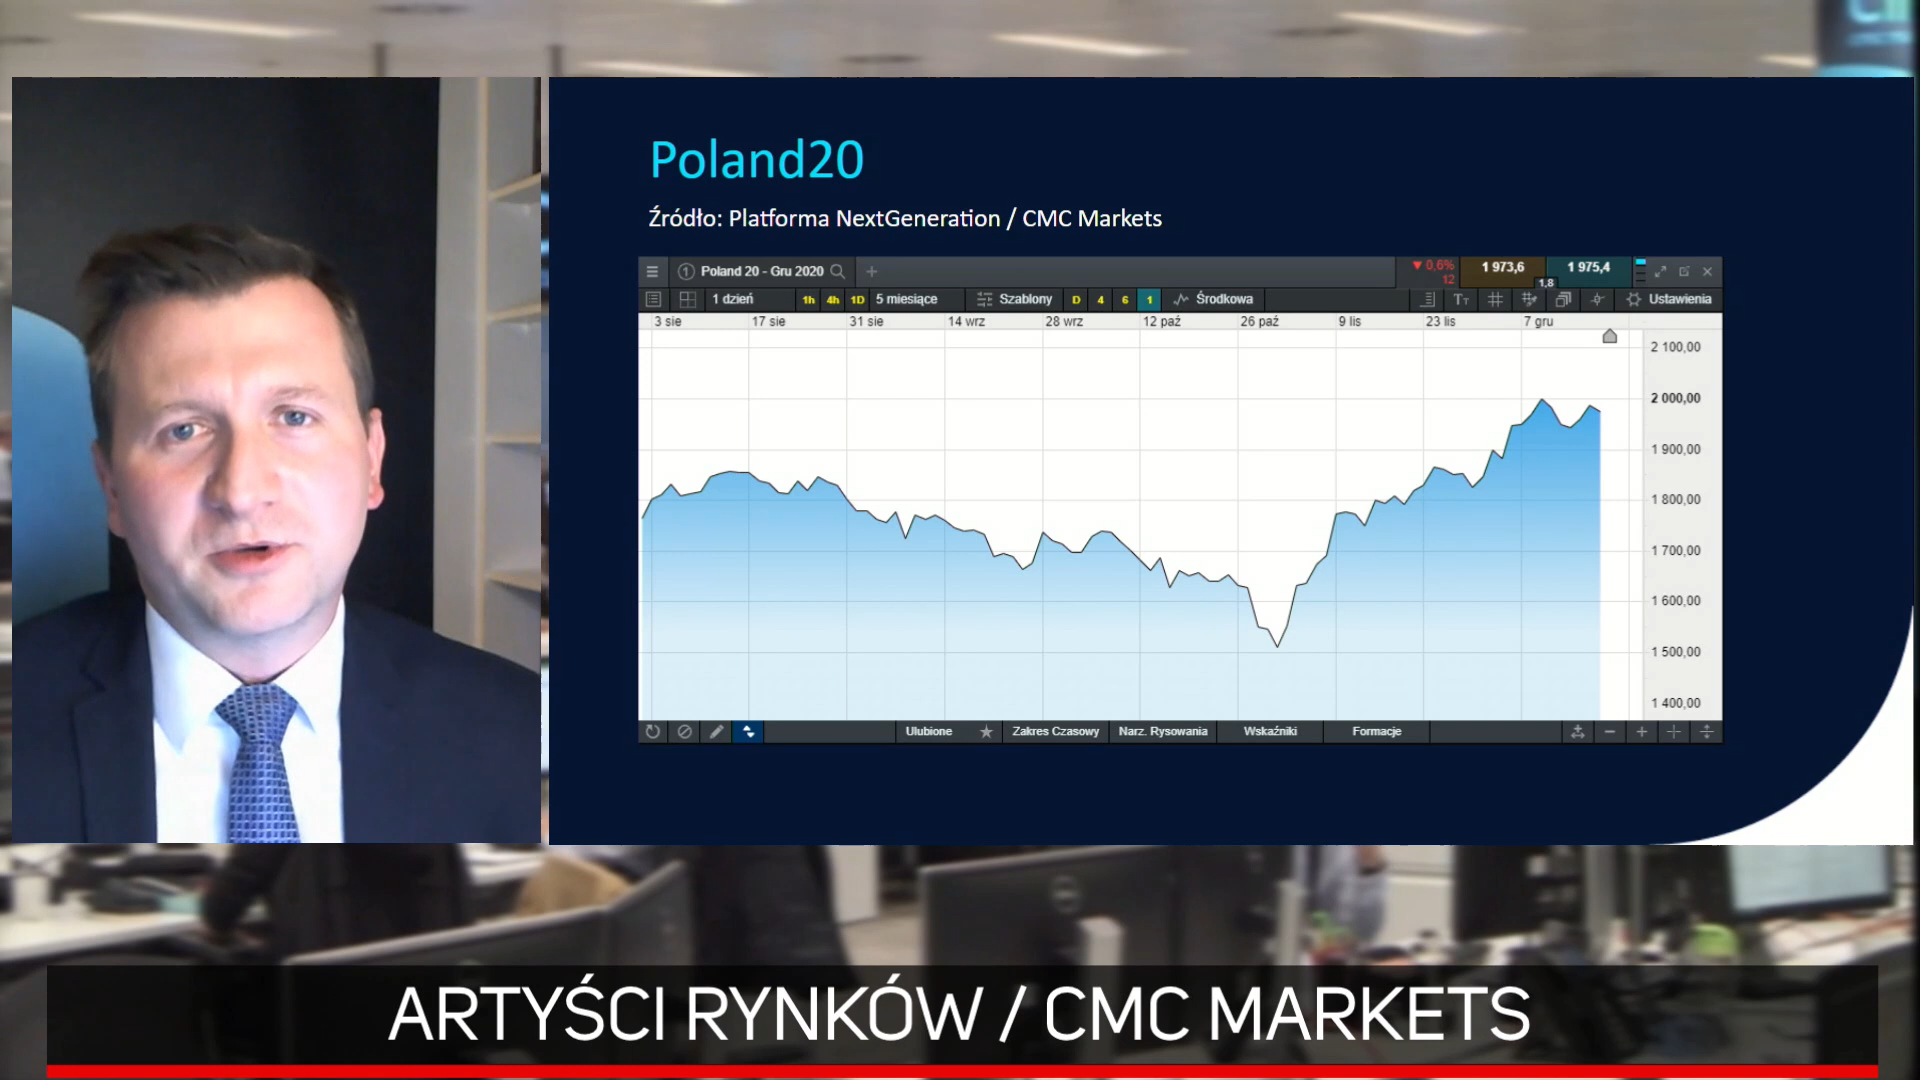 Poland20
Źródło: Platforma NextGeneration / CMC Markets
1 Poland 20 - Gru 2020
0,6%
12
1 973,6
1,8
1 975,4
1 dzień 1h 4h 1D 5 miesiące Szablony D 4 6 1 Środkowa Tт Ustawienia
3 sie 17 sie 31 sie 14 wrz 28 wrz 12 paź 26 paź 9 lis 23 lis 7 gru
2 100,00
2 000,00
1 900,00
1 800,00
1 700,00
1 600,00
1 500,00
1 400,00
Ulubione Zakres Czasowy Narz. Rysowania Wskaźniki Formacje
ARTYŚCI RYNKÓW / CMC MARKETS